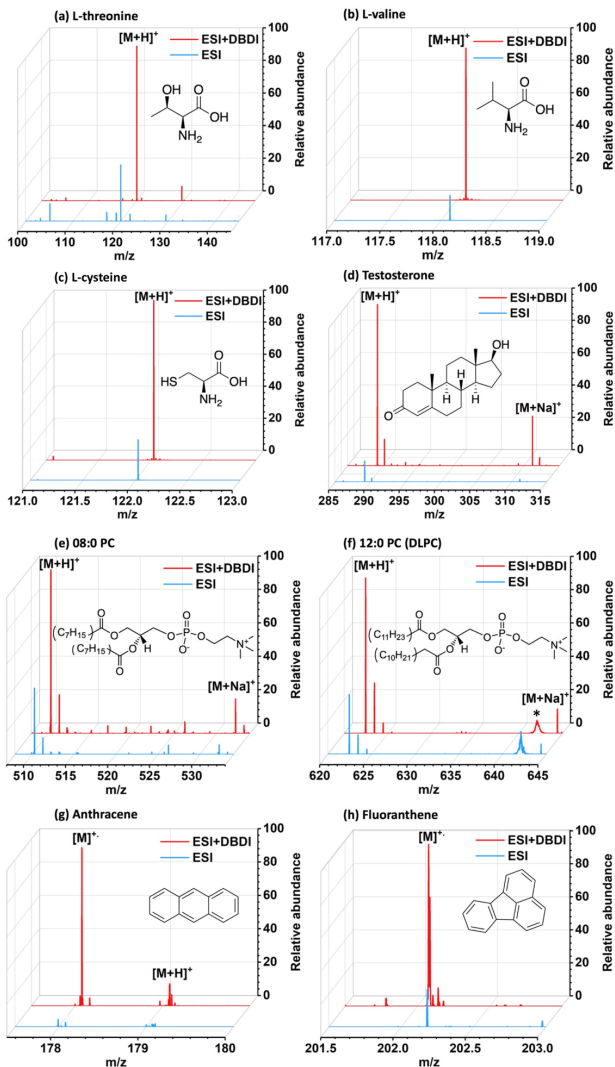 (a) L-threonine
[M+H]+
ESI+DBDI
ESI
OH
O
OH
NH2
100
80
60
40
20
0
Relative abundance
100 110 120 130 140
m/z
(b) L-valine
[M+H]+
ESI+DBDI
ESI
O
OH
NH2
100
80
60
40
20
0
Relative abundance
117.0 117.5 118.0 118.5 119.0
m/z
(c) L-cysteine
[M+H]+
ESI+DBDI
ESI
O
HS
OH
NH2
100
80
60
40
20
0
Relative abundance
121.0 121.5 122.0 122.5 123.0
m/z
(d) Testosterone
[M+H]+
ESI+DBDI
ESI
OH
H
H
H
O
[M+Na]+
100
80
60
40
20
0
Relative abundance
285 290 295 300 305 310 315
m/z
(e) 08:0 PC
[M+H]+
ESI+DBDI
ESI
O
(C7H15)
O
O
P
O
O-
O
N+
(C7H15)
O
H
O
[M+Na]+
100
80
60
40
20
0
Relative abundance
510 515 520 525 530
m/z
(f) 12:0 PC (DLPC)
[M+H]+
ESI+DBDI
ESI
O
(C11H23)
O
O
P
O
O-
O
N+
(C10H21)
O
H
O
[M+Na]+
*
100
80
60
40
20
0
Relative abundance
620 625 630 635 640 645
m/z
(g) Anthracene
[M]+·
ESI+DBDI
ESI
[M+H]+
100
80
60
40
20
0
Relative abundance
178 179 180
m/z
(h) Fluoranthene
[M]+·
ESI+DBDI
ESI
100
80
60
40
20
0
Relative abundance
201.5 202.0 202.5 203.0
m/z